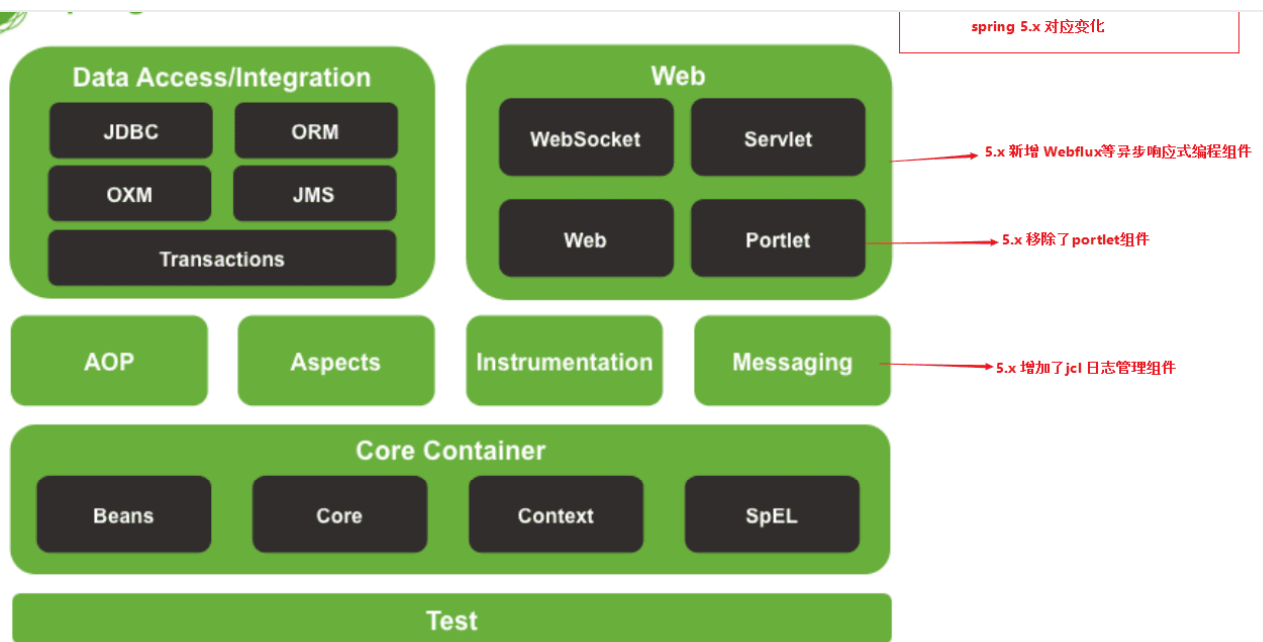 spring 5.x 对应变化
Data Access/Integration
JDBC
ORM
OXM
JMS
Transactions
Web
WebSocket
Servlet
Web
Portlet
5.x 新增 Webflux等异步响应式编程组件
5.x 移除了portlet组件
AOP
Aspects
Instrumentation
Messaging
5.x 增加了jcl 日志管理组件
Core Container
Beans
Core
Context
SpEL
Test